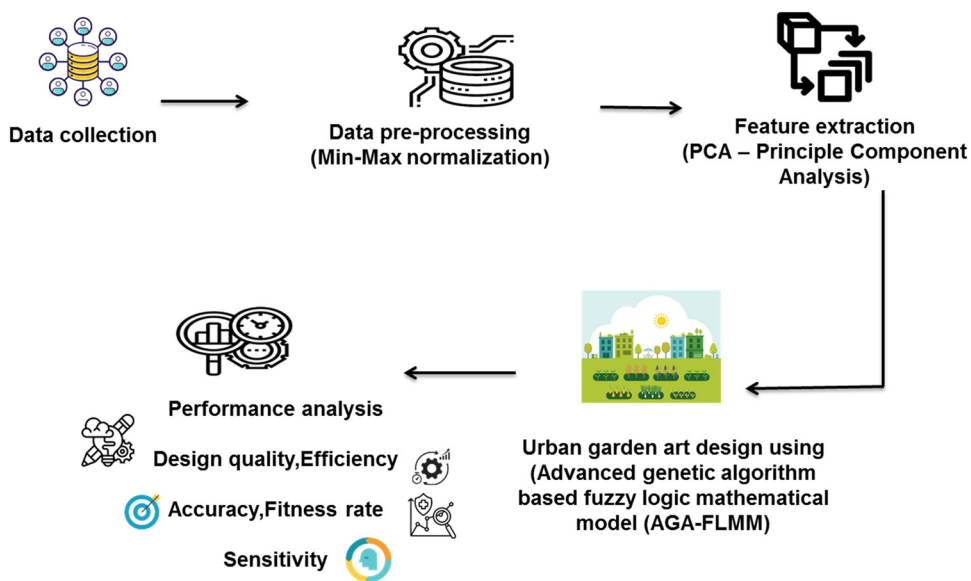 Data collection
Data pre-processing
(Min-Max normalization)
Feature extraction
(PCA – Principle Component
Analysis)
Urban garden art design using
(Advanced genetic algorithm
based fuzzy logic mathematical
model (AGA-FLMM)
Performance analysis
Design quality,Efficiency
Accuracy,Fitness rate
Sensitivity